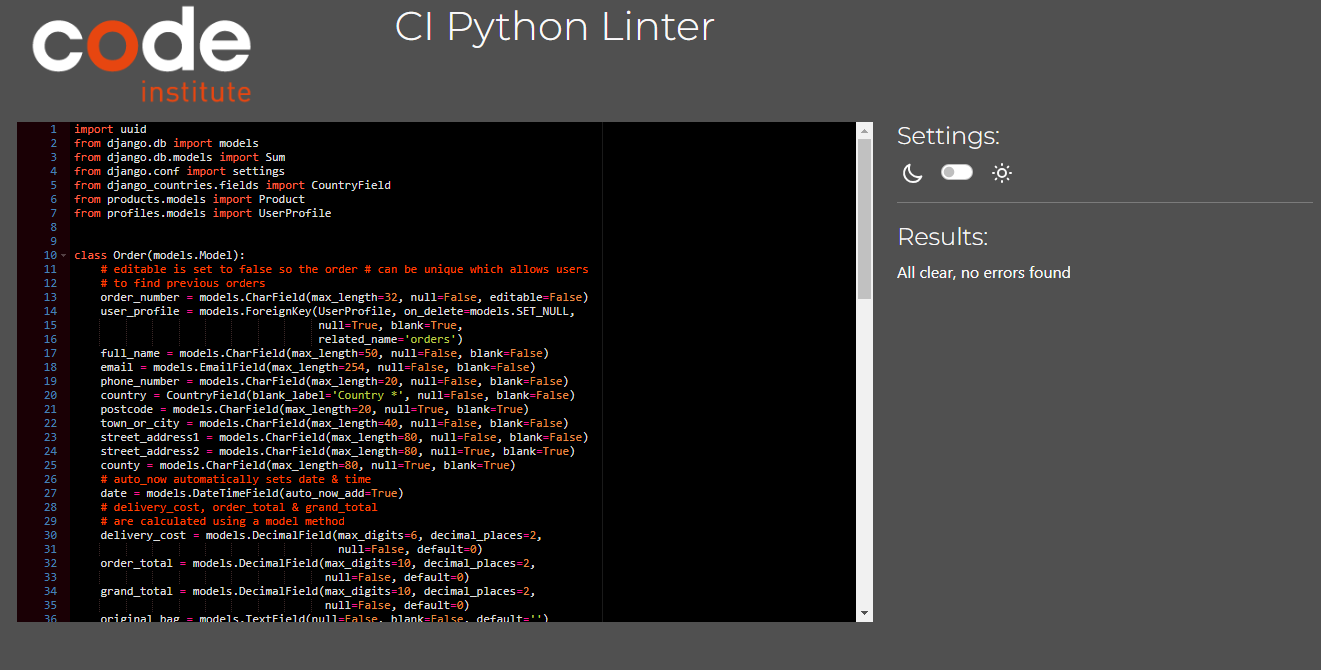 code
institute
CI Python Linter
1 import uuid
2 from django.db import models
3 from django.db.models import Sum
4 from django.conf import settings
5 from django_countries.fields import CountryField
6 from products.models import Product
7 from profiles.models import UserProfile
8
9
10 class Order(models.Model):
11 # editable is set to false so the order # can be unique which allows users
12 # to find previous orders
13 order_number = models.CharField(max_length=32, null=False, editable=False)
14 user_profile = models.ForeignKey(UserProfile, on_delete=models.SET_NULL,
15 null=True, blank=True,
16 related_name='orders')
17 full_name = models.CharField(max_length=50, null=False, blank=False)
18 email = models.EmailField(max_length=254, null=False, blank=False)
19 phone_number = models.CharField(max_length=20, null=False, blank=False)
20 country = CountryField(blank_label='Country *', null=False, blank=False)
21 postcode = models.CharField(max_length=20, null=True, blank=True)
22 town_or_city = models.CharField(max_length=40, null=False, blank=False)
23 street_address1 = models.CharField(max_length=80, null=False, blank=False)
24 street_address2 = models.CharField(max_length=80, null=True, blank=True)
25 county = models.CharField(max_length=80, null=True, blank=True)
26 # auto_now automatically sets date & time
27 date = models.DateTimeField(auto_now_add=True)
28 # delivery_cost, order_total & grand_total
29 # are calculated using a model method
30 delivery_cost = models.DecimalField(max_digits=6, decimal_places=2,
31 null=False, default=0)
32 order_total = models.DecimalField(max_digits=10, decimal_places=2,
33 null=False, default=0)
34 grand_total = models.DecimalField(max_digits=10, decimal_places=2,
35 null=False, default=0)
36 original_bag = models.TextField(null=False, blank=False, default='')
Settings:
Results:
All clear, no errors found